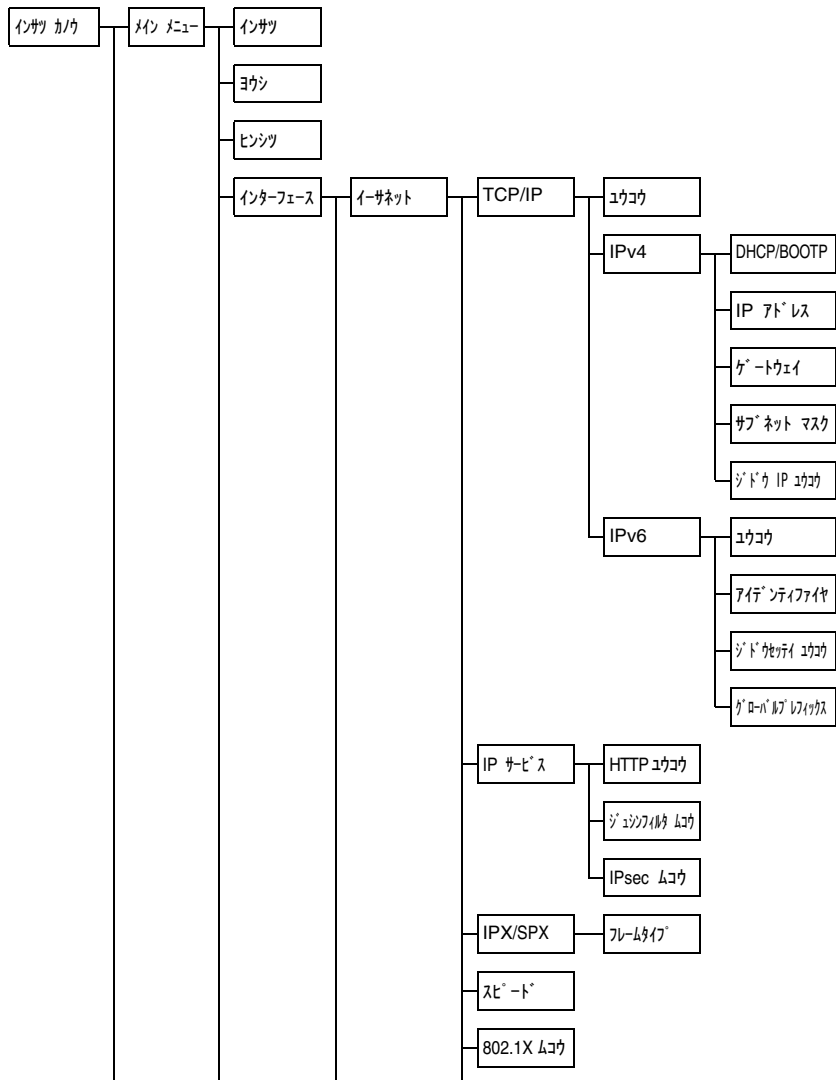 ｲﾝｻﾂ ｶﾉｳ
ﾒｲﾝ ﾒﾆｭｰ
ｲﾝｻﾂ
ﾖｳｼ
ﾋﾝｼﾂ
ｲﾝﾀｰﾌｪｰｽ
ｲｰｻﾈｯﾄ
TCP/IP
ﾕｳｺｳ
IPv4
DHCP/BOOTP
IP ｱﾄﾞﾚｽ
ｹﾞｰﾄｳｪｲ
ｻﾌﾞﾈｯﾄ ﾏｽｸ
ｼﾞﾄﾞｳ IP ﾕｳｺｳ
IPv6
ﾕｳｺｳ
ｱｲﾃﾞﾝﾃｨﾌｧｲﾔ
ｼﾞﾄﾞｳｾｯﾃｲ ﾕｳｺｳ
ｸﾞﾛｰﾊﾞﾙﾌﾟﾚﾌｨｯｸｽ
IP ｻｰﾋﾞｽ
HTTP ﾕｳｺｳ
ｼﾞｭｼﾝﾌｨﾙﾀ ﾑｺｳ
IPsec ﾑｺｳ
IPX/SPX
ﾌﾚｰﾑﾀｲﾌﾟ
ｽﾋﾟｰﾄﾞ
802.1X ﾑｺｳ